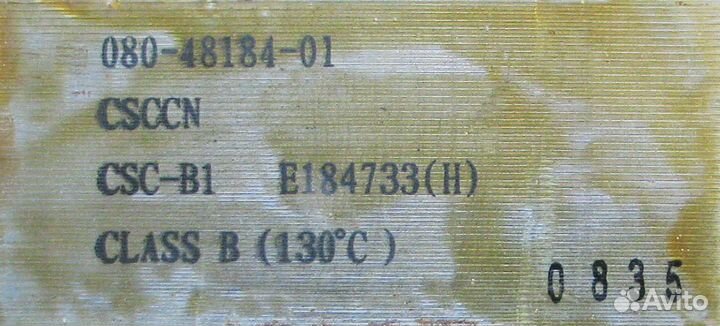 080-48184-01
CSCCN
CSC-B1 E184733(H)
CLASS B (130°C )
0835
Avito